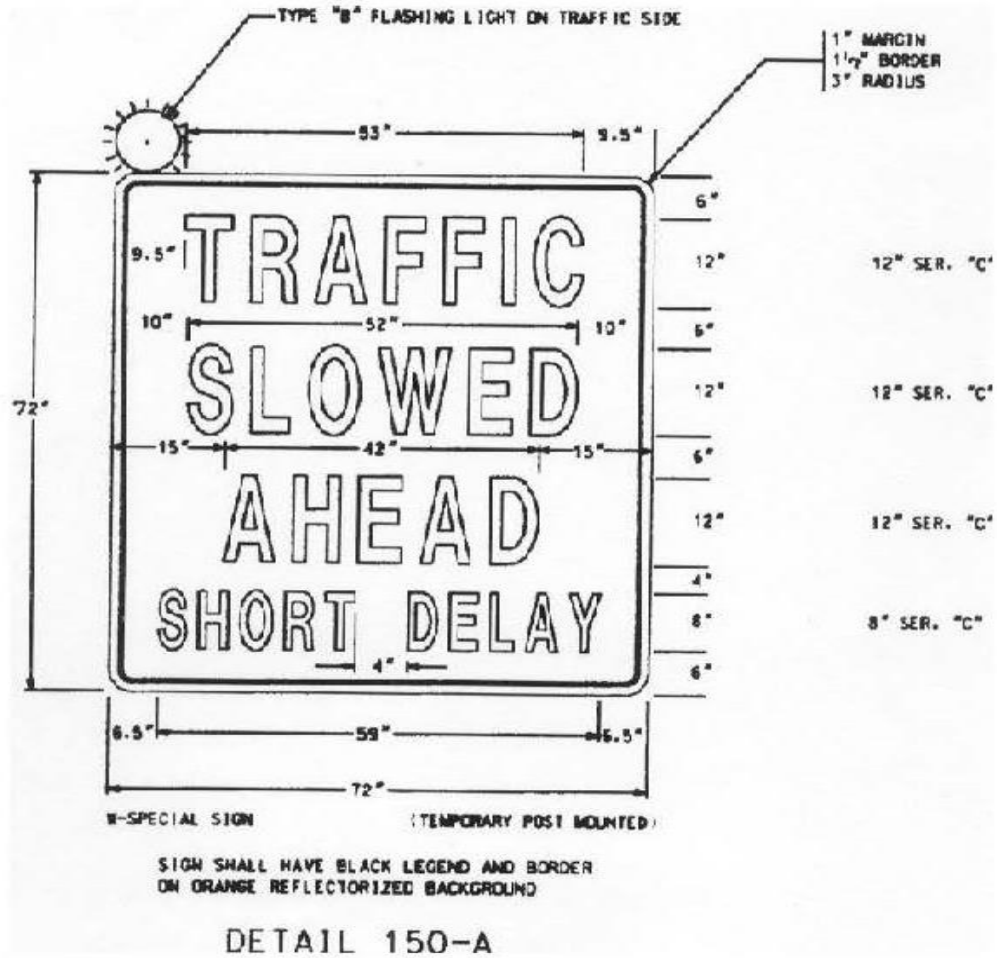 TYPE "B" FLASHING LIGHT ON TRAFFIC SIDE
1" MARGIN
1½" BORDER
3" RADIUS
53" 9.5"
6"
TRAFFIC
9.5" 12" 12" SER. "C"
10" 52" 10" 6"
SLOWED
72" 12" 12" SER. "C"
15" 42" 15" 6"
AHEAD
12" 12" SER. "C"
4"
SHORT DELAY
8" 8" SER. "C"
4" 6"
6.5" 59" 6.5"
72"
W-SPECIAL SIGN (TEMPORARY POST MOUNTED)
SIGN SHALL HAVE BLACK LEGEND AND BORDER
ON ORANGE REFLECTORIZED BACKGROUND
DETAIL 150-A